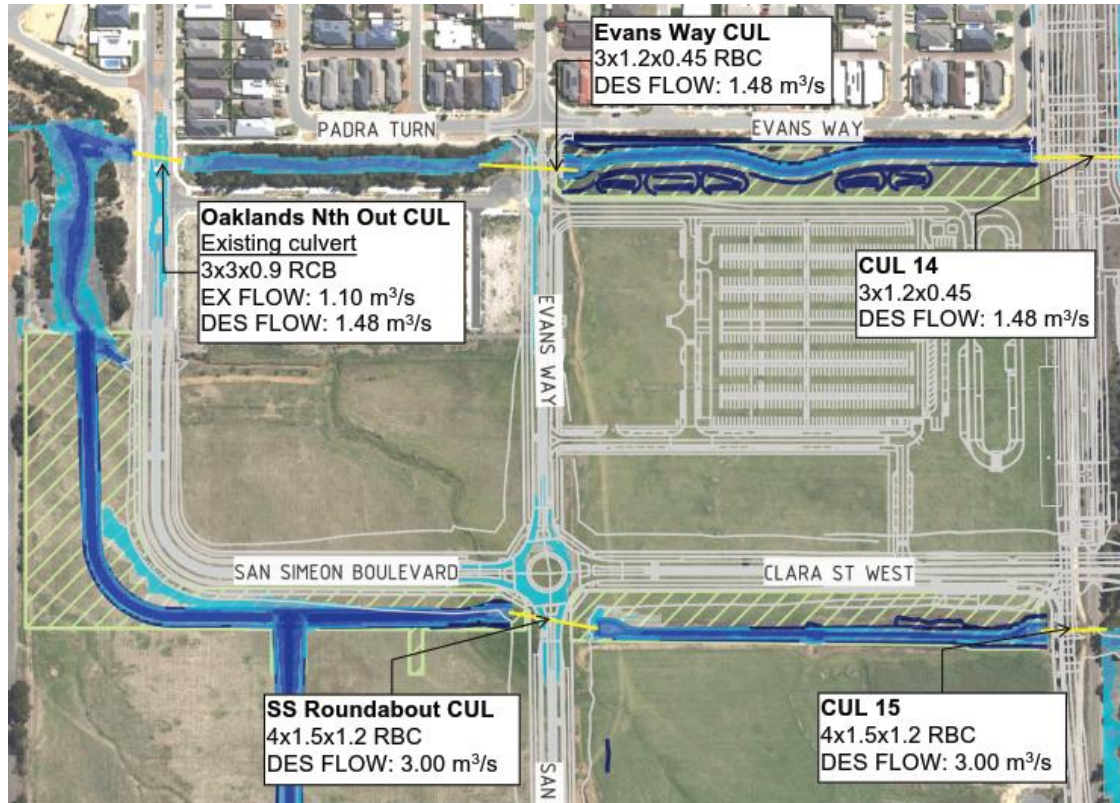 Evans Way CUL
3x1.2x0.45 RBC
DES FLOW: 1.48 m³/s
PADRA TURN
EVANS WAY
Oaklands Nth Out CUL
Existing culvert
3x3x0.9 RCB
EX FLOW: 1.10 m³/s
DES FLOW: 1.48 m³/s
CUL 14
3x1.2x0.45
DES FLOW: 1.48 m³/s
EVANS WAY
SAN SIMEON BOULEVARD
CLARA ST WEST
SS Roundabout CUL
4x1.5x1.2 RBC
DES FLOW: 3.00 m³/s
CUL 15
4x1.5x1.2 RBC
DES FLOW: 3.00 m³/s
SAN